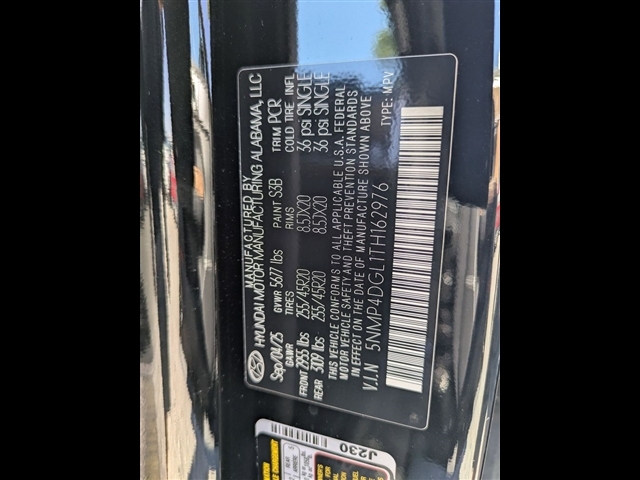 MANUFACTURED BY
HYUNDAI MOTOR MANUFACTURING ALABAMA, LLC
Sep/04/25 GVWR 5677 lbs PAINT S3B TRIM PCR
GAWR TIRES RIMS COLD TIRE INFL
FRONT 2955 lbs 255/45R20 8.5JX20 36 psi SINGLE
REAR 3109 lbs 255/45R20 8.5JX20 36 psi SINGLE
THIS VEHICLE CONFORMS TO ALL APPLICABLE U.S.A. FEDERAL
MOTOR VEHICLE SAFETY AND THEFT PREVENTION STANDARDS
IN EFFECT ON THE DATE OF MANUFACTURE SHOWN ABOVE
V.I.N 5NMP4DGL1TH162976 TYPE: MPV
J230